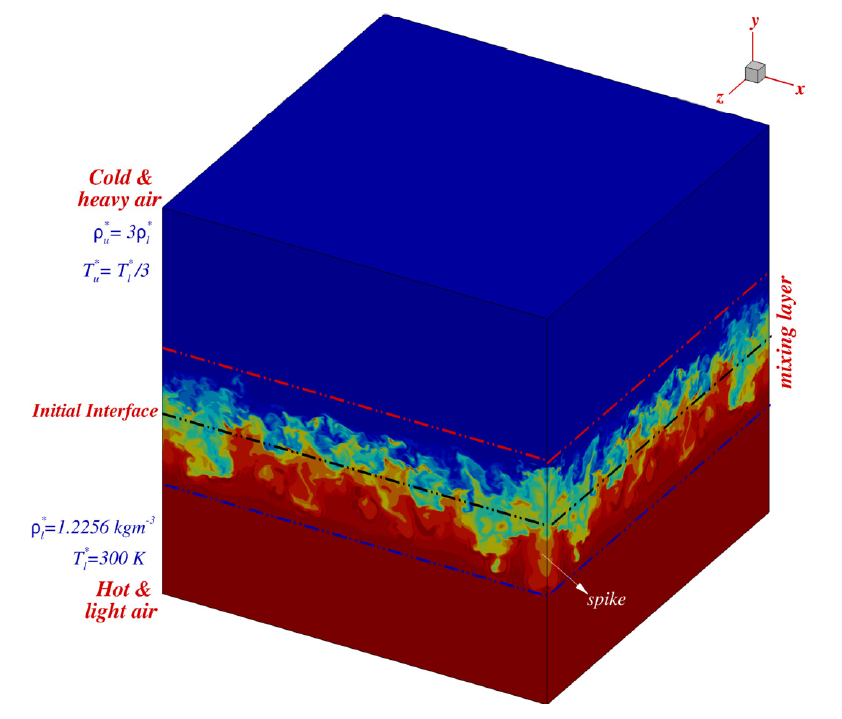 y
x
z
Cold &
heavy air
ρ*u= 3ρ*l
T*u= T*l/3
mixing layer
Initial Interface
ρ*l=1.2256 kgm-3
T*l=300 K
Hot &
light air
spike